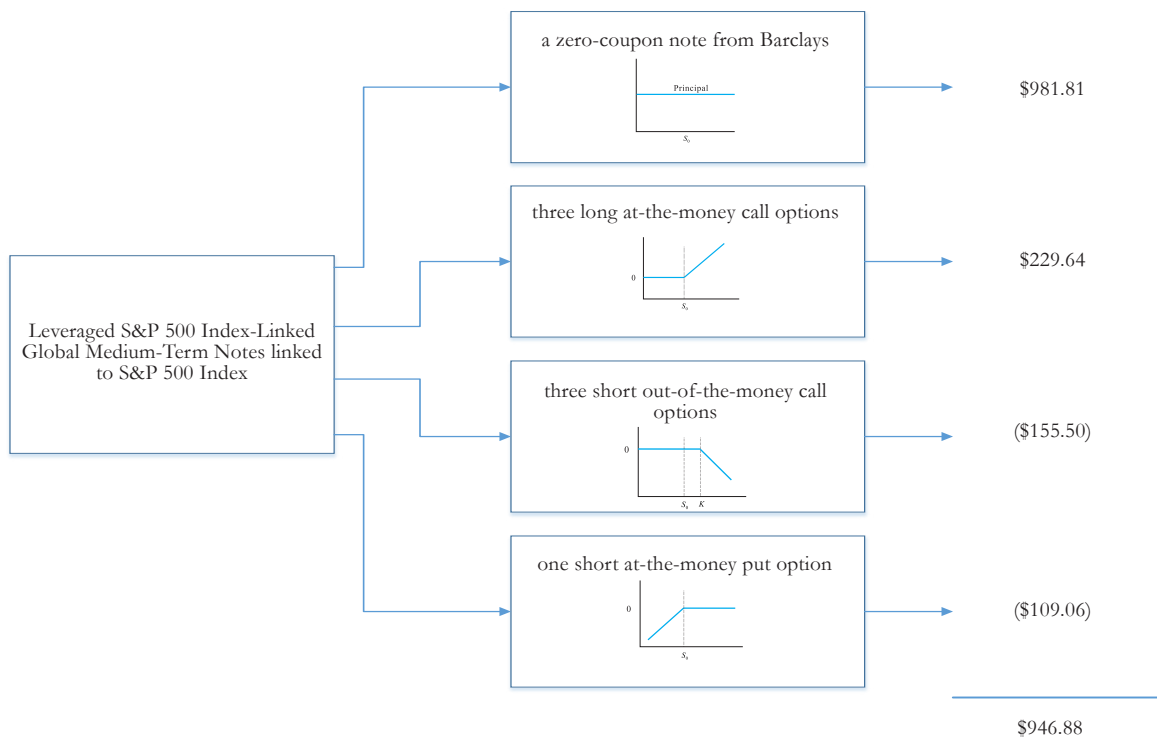 a zero-coupon note from Barclays
Principal
S₀
$981.81
three long at-the-money call options
0
S₀
$229.64
Leveraged S&P 500 Index-Linked
Global Medium-Term Notes linked
to S&P 500 Index
three short out-of-the-money call
options
0
S₀ K
($155.50)
one short at-the-money put option
0
S₀
($109.06)
$946.88